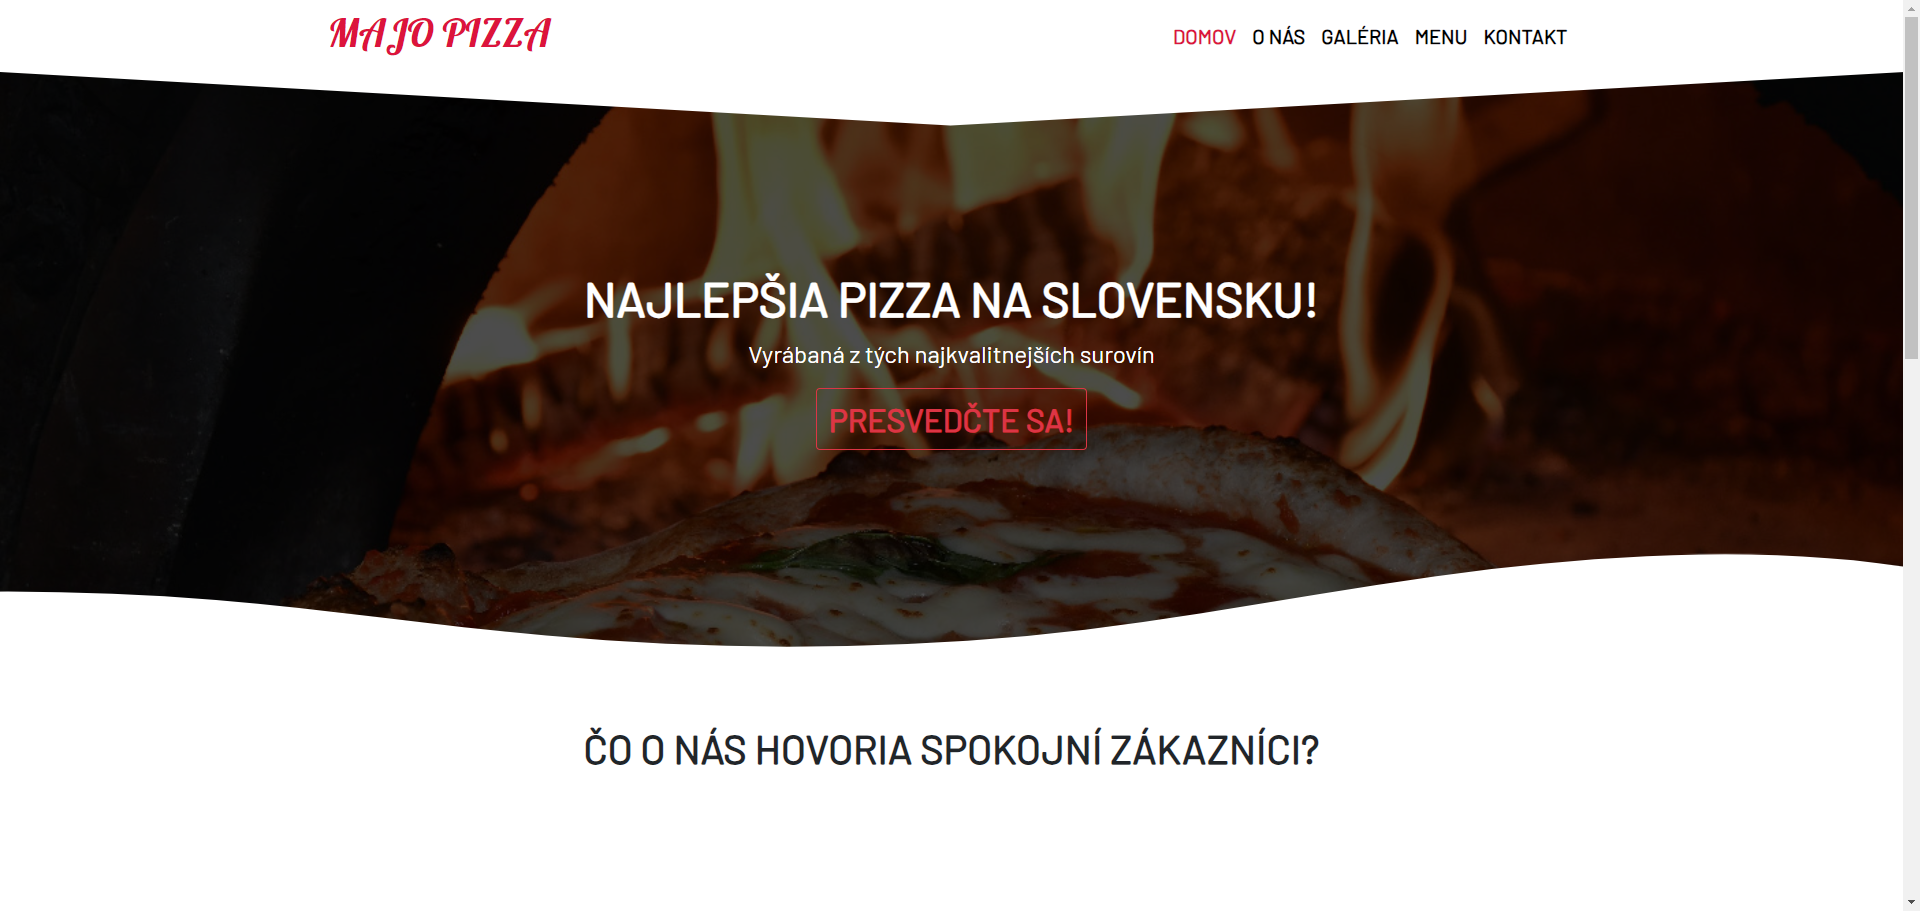 MAJO PIZZA
DOMOV O NÁS GALÉRIA MENU KONTAKT
NAJLEPŠIA PIZZA NA SLOVENSKU!
Vyrábaná z tých najkvalitnejších surovín
PRESVEDČTE SA!
ČO O NÁS HOVORIA SPOKOJNÍ ZÁKAZNÍCI?